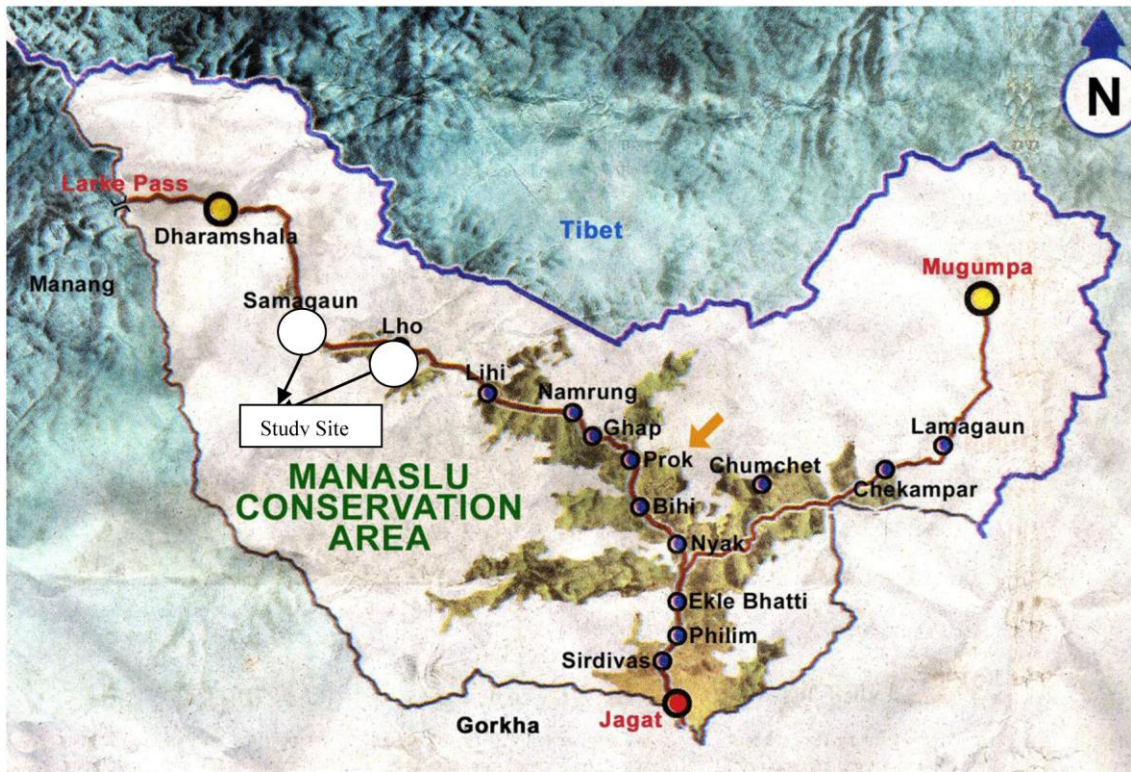 N
Larke Pass
Dharamshala
Tibet
Manang
Mugumpa
Samagaun
Lho
Lihi
Namrung
Study Site
Ghap
Lamagaun
Prok
Chumchet
MANASLU
CONSERVATION
AREA
Chekampar
Bihi
Nyak
Ekle Bhatti
Philim
Sirdivas
Jagat
Gorkha